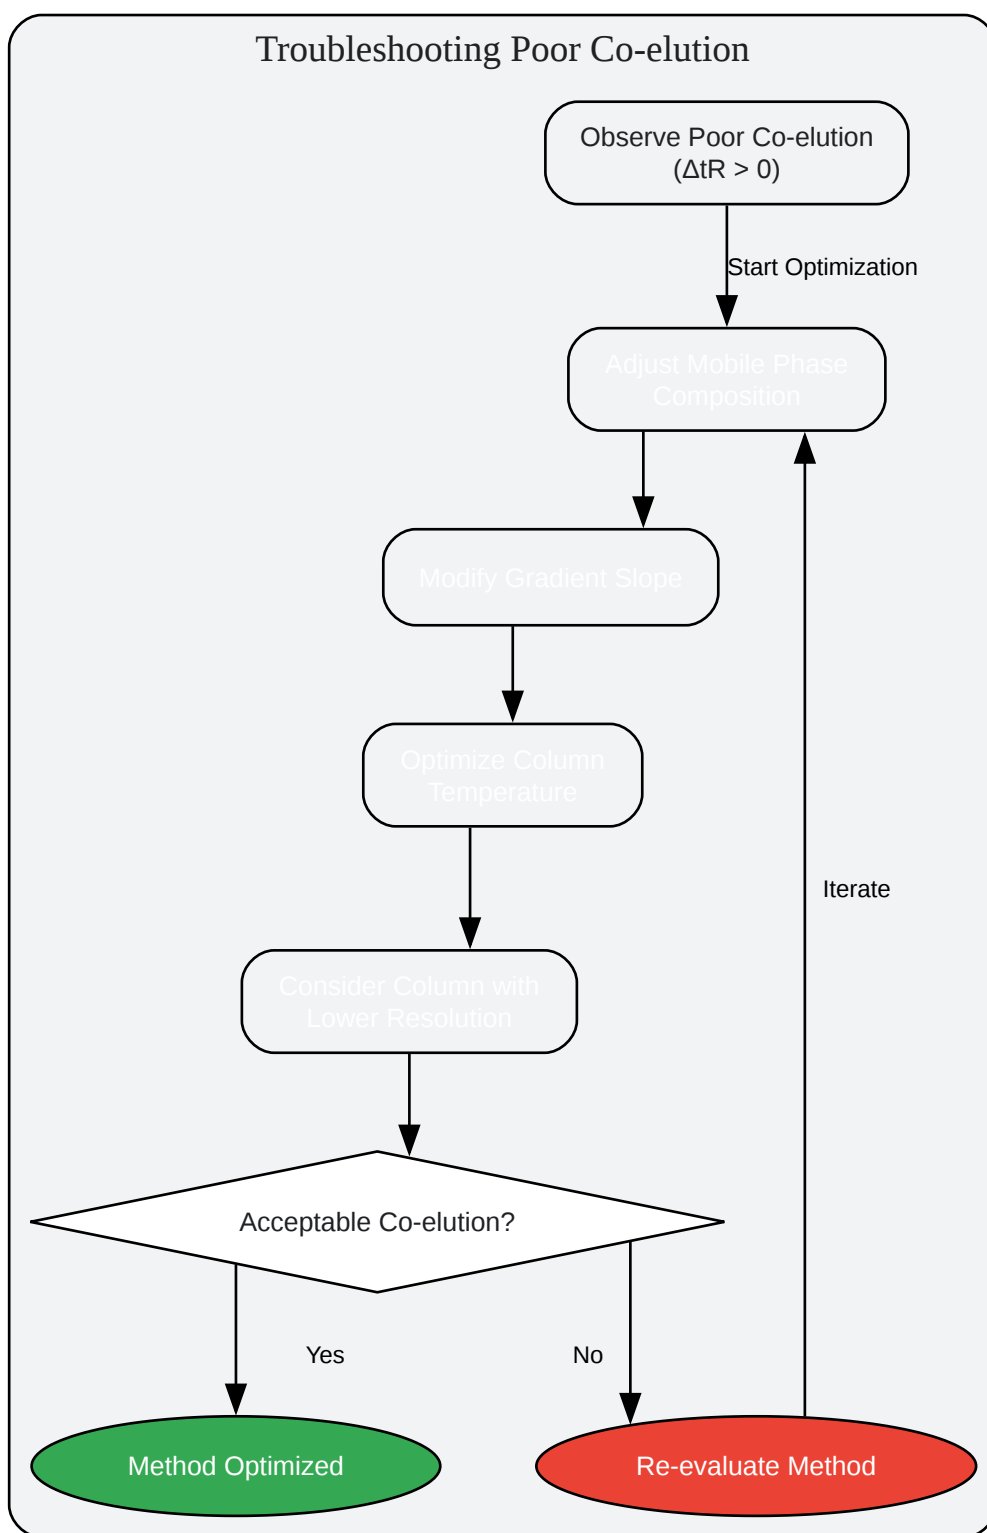 Troubleshooting Poor Co-elution
Observe Poor Co-elution
(ΔtR > 0)
Start Optimization
Adjust Mobile Phase
Composition
Modify Gradient Slope
Optimize Column
Temperature
Iterate
Consider Column with
Lower Resolution
Acceptable Co-elution?
Yes
No
Method Optimized
Re-evaluate Method